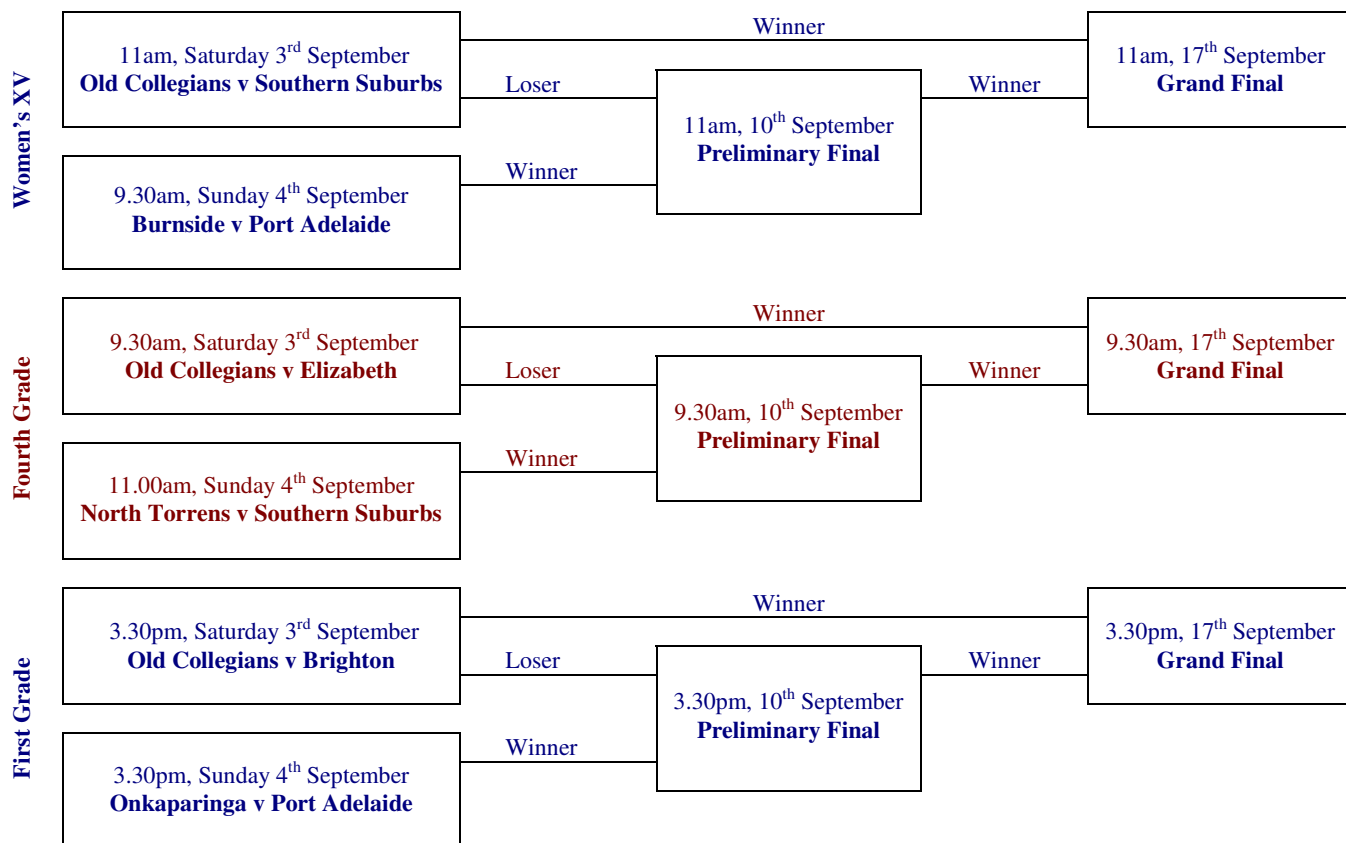 Women's XV
Winner
11am, Saturday 3rd September
Old Collegians v Southern Suburbs
Loser
11am, 10th September
Preliminary Final
Winner
11am, 17th September
Grand Final
9.30am, Sunday 4th September
Burnside v Port Adelaide
Winner
Fourth Grade
Winner
9.30am, Saturday 3rd September
Old Collegians v Elizabeth
Loser
9.30am, 10th September
Preliminary Final
Winner
9.30am, 17th September
Grand Final
11.00am, Sunday 4th September
North Torrens v Southern Suburbs
Winner
First Grade
Winner
3.30pm, Saturday 3rd September
Old Collegians v Brighton
Loser
3.30pm, 10th September
Preliminary Final
Winner
3.30pm, 17th September
Grand Final
3.30pm, Sunday 4th September
Onkaparinga v Port Adelaide
Winner